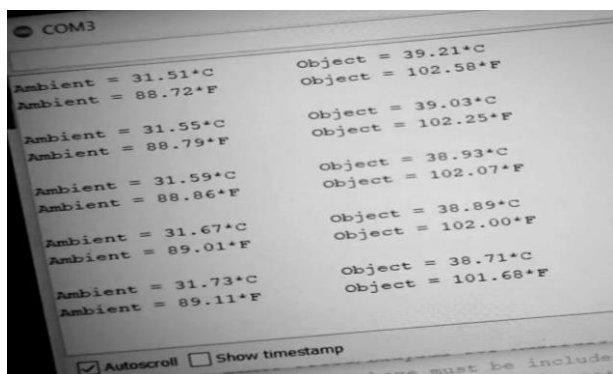 COM3
Ambient = 31.51*C Object = 39.21*C
Ambient = 88.72*F Object = 102.58*F
Ambient = 31.55*C Object = 39.03*C
Ambient = 88.79*F Object = 102.25*F
Ambient = 31.59*C Object = 38.93*C
Ambient = 88.86*F Object = 102.07*F
Ambient = 31.67*C Object = 38.89*C
Ambient = 89.01*F Object = 102.00*F
Ambient = 31.73*C Object = 38.71*C
Ambient = 89.11*F Object = 101.68*F
Autoscroll Show timestamp
must be include